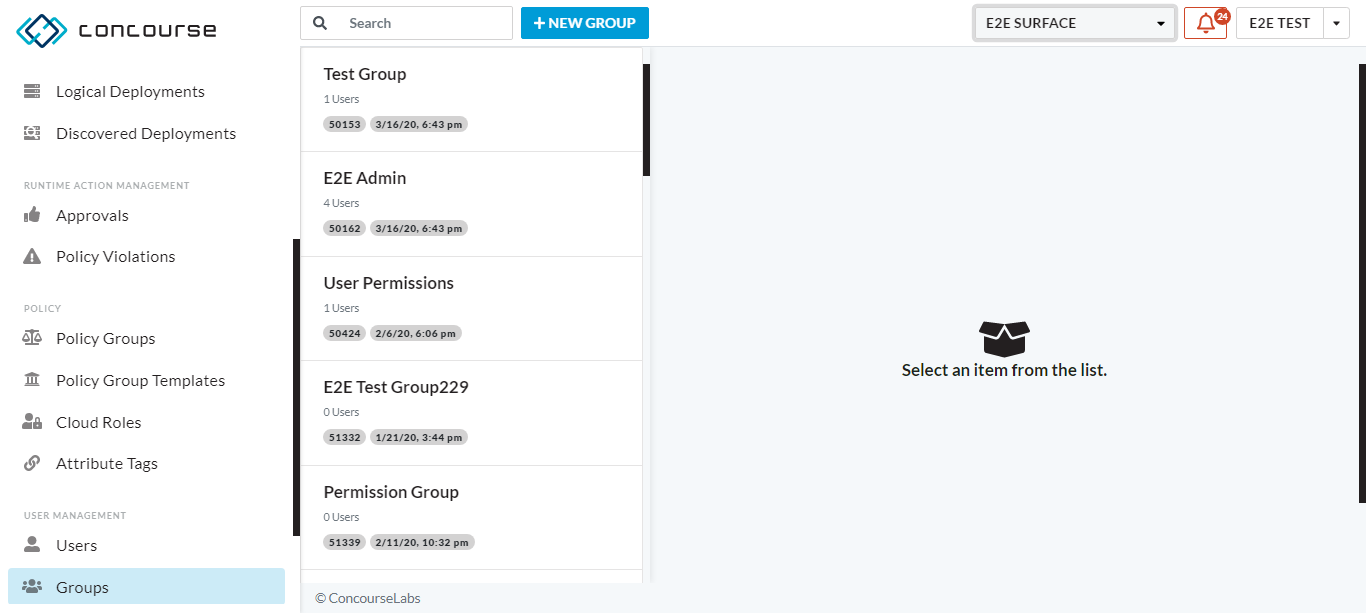 concourse
Search
NEW GROUP
E2E SURFACE
24
E2E TEST
Logical Deployments
Discovered Deployments
RUNTIME ACTION MANAGEMENT
Approvals
Policy Violations
POLICY
Policy Groups
Policy Group Templates
Cloud Roles
Attribute Tags
USER MANAGEMENT
Users
Groups
Test Group
1 Users
50153 3/16/20, 6:43 pm
E2E Admin
4 Users
50162 3/16/20, 6:43 pm
User Permissions
1 Users
50424 2/6/20, 6:06 pm
E2E Test Group229
0 Users
51332 1/21/20, 3:44 pm
Permission Group
0 Users
51339 2/11/20, 10:32 pm
Select an item from the list.
© ConcourseLabs